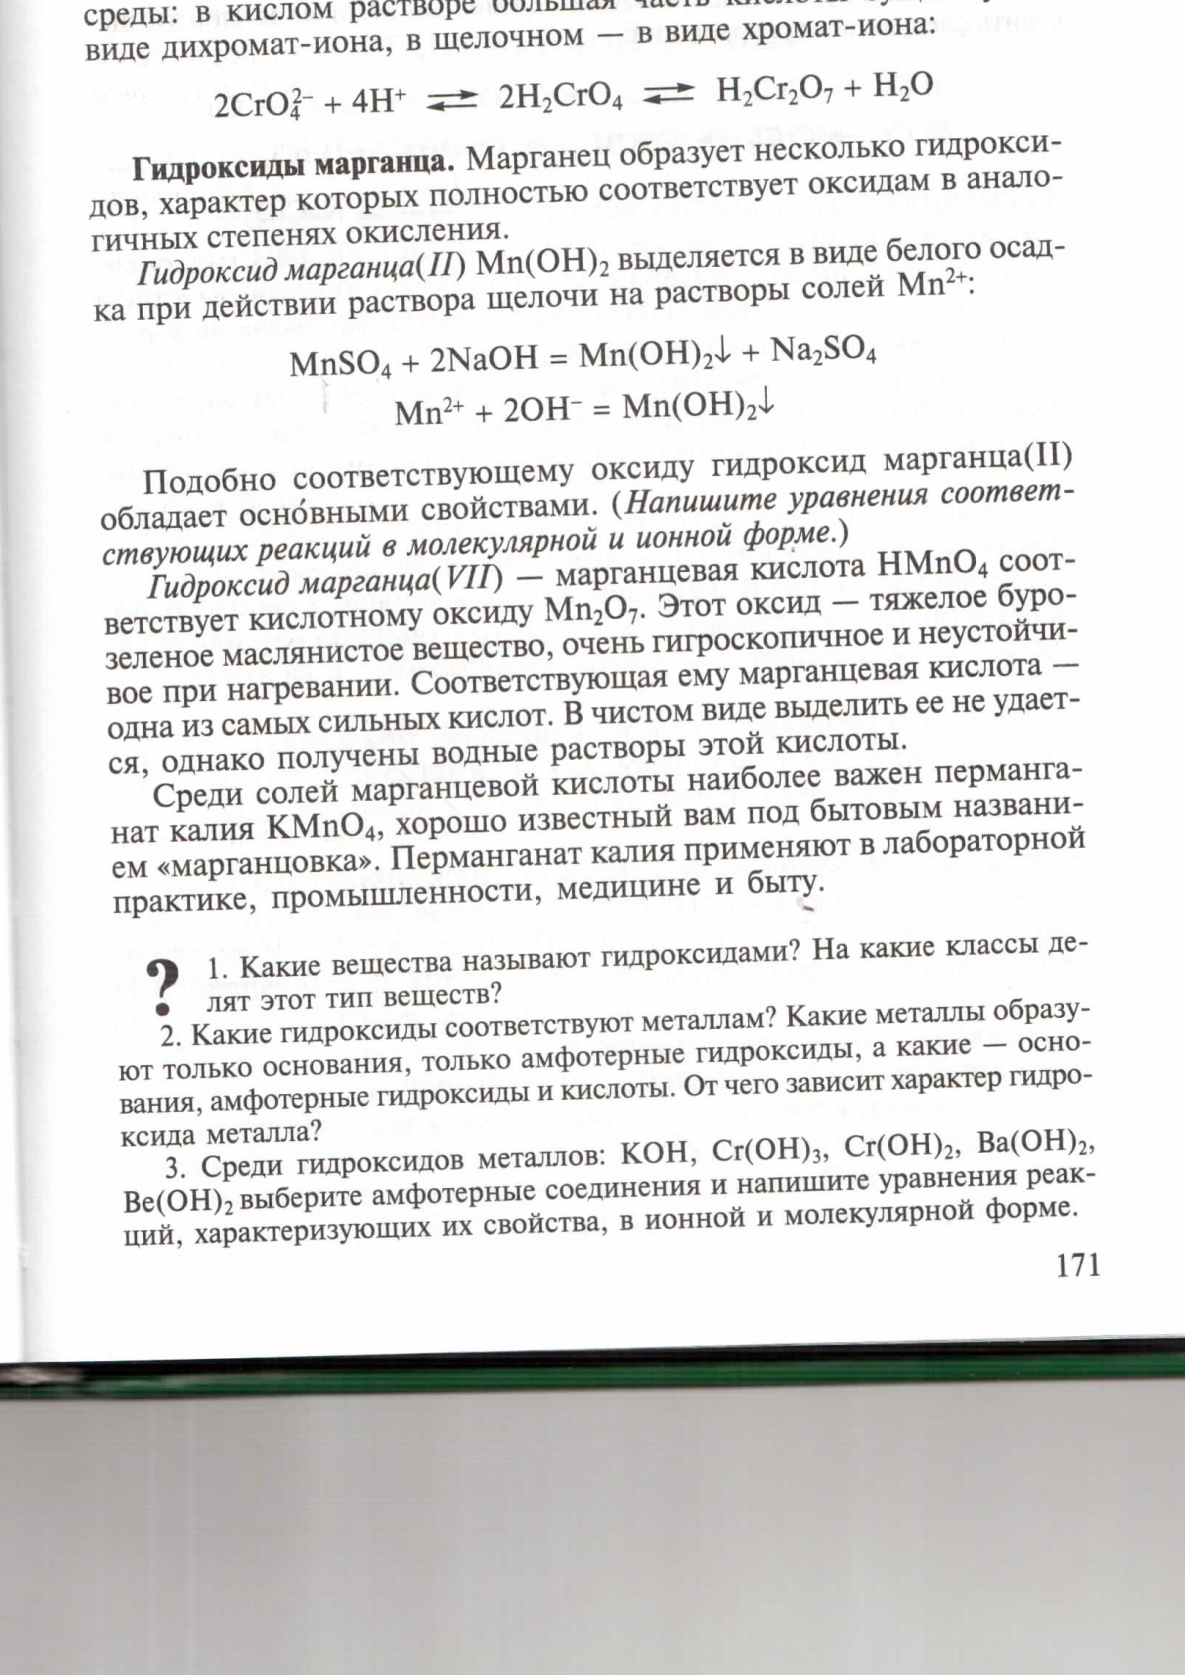 среды: в кислом растворе большая часть кислоты
виде дихромат-иона, в щелочном — в виде хромат-иона:
2CrO₄²⁻ + 4H⁺ ⇄ 2H₂CrO₄ ⇄ H₂Cr₂O₇ + H₂O
Гидроксиды марганца. Марганец образует несколько гидрокси-
дов, характер которых полностью соответствует оксидам в анало-
гичных степенях окисления.
Гидроксид марганца(II) Mn(OH)₂ выделяется в виде белого осад-
ка при действии раствора щелочи на растворы солей Mn²⁺:
MnSO₄ + 2NaOH = Mn(OH)₂↓ + Na₂SO₄
Mn²⁺ + 2OH⁻ = Mn(OH)₂↓
Подобно соответствующему оксиду гидроксид марганца(II)
обладает оснóвными свойствами. (Напишите уравнения соответ-
ствующих реакций в молекулярной и ионной форме.)
Гидроксид марганца(VII) — марганцевая кислота HMnO₄ соот-
ветствует кислотному оксиду Mn₂O₇. Этот оксид — тяжелое буро-
зеленое маслянистое вещество, очень гигроскопичное и неустойчи-
вое при нагревании. Соответствующая ему марганцевая кислота —
одна из самых сильных кислот. В чистом виде выделить ее не удает-
ся, однако получены водные растворы этой кислоты.
Среди солей марганцевой кислоты наиболее важен перманга-
нат калия KMnO₄, хорошо известный вам под бытовым названи-
ем «марганцовка». Перманганат калия применяют в лабораторной
практике, промышленности, медицине и быту.
? 1. Какие вещества называют гидроксидами? На какие классы де-
лят этот тип веществ?
2. Какие гидроксиды соответствуют металлам? Какие металлы образу-
ют только основания, только амфотерные гидроксиды, а какие — осно-
вания, амфотерные гидроксиды и кислоты. От чего зависит характер гидро-
ксида металла?
3. Среди гидроксидов металлов: KOH, Cr(OH)₃, Cr(OH)₂, Ba(OH)₂,
Be(OH)₂ выберите амфотерные соединения и напишите уравнения реак-
ций, характеризующих их свойства, в ионной и молекулярной форме.
171